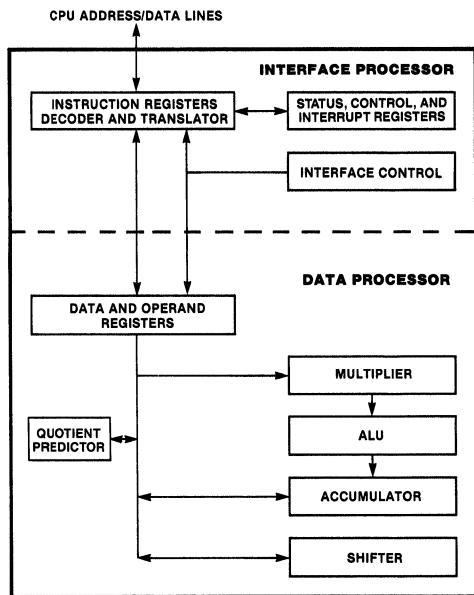 CPU ADDRESS/DATA LINES
INTERFACE PROCESSOR
INSTRUCTION REGISTERS
DECODER AND TRANSLATOR
STATUS, CONTROL, AND
INTERRUPT REGISTERS
INTERFACE CONTROL
DATA PROCESSOR
DATA AND OPERAND
REGISTERS
MULTIPLIER
QUOTIENT
PREDICTOR
ALU
ACCUMULATOR
SHIFTER